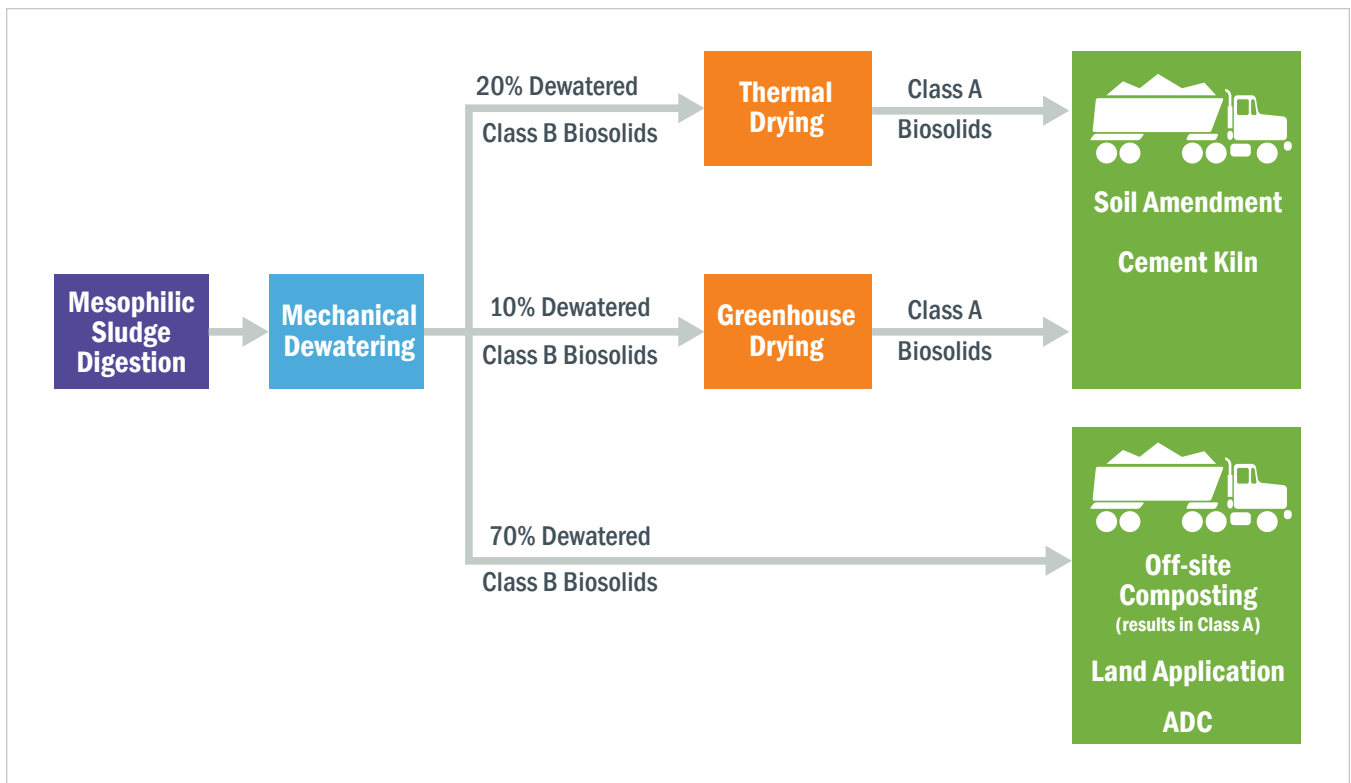 Mesophilic
Sludge
Digestion
Mechanical
Dewatering
20% Dewatered
Class B Biosolids
Thermal
Drying
Class A
Biosolids
10% Dewatered
Class B Biosolids
Greenhouse
Drying
Class A
Biosolids
Soil Amendment
Cement Kiln
70% Dewatered
Class B Biosolids
Off-site
Composting
(results in Class A)
Land Application
ADC